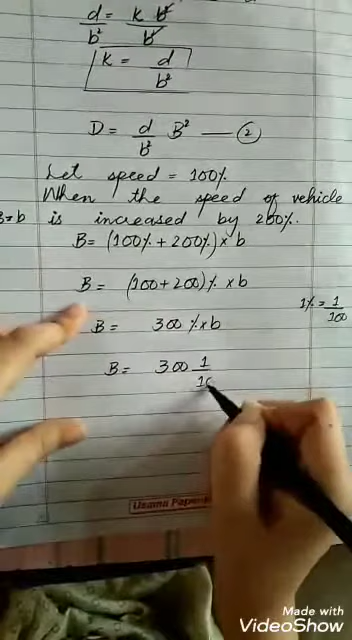 d/b² = K b²/b²
K = d/b²
D = d/b² B² — ②
Let speed = 100%
When the speed of vehicle
B=b is increased by 200%.
B = (100% + 200%) × b
B = (100+200) % × b
1% = 1/100
B = 300 % × b
B = 300 1/10
Usama Paper
Made with
VideoShow